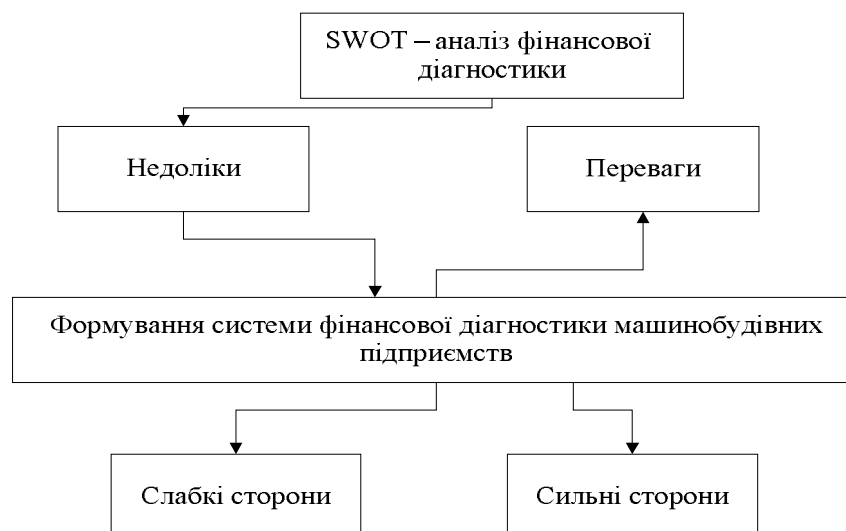 SWOT – аналіз фінансової
діагностики
Недоліки
Переваги
Формування системи фінансової діагностики машинобудівних
підприємств
Слабкі сторони
Сильні сторони